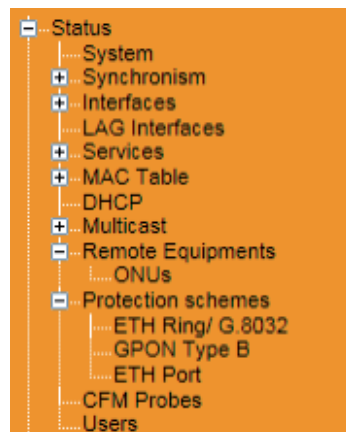 Status
System
Synchronism
Interfaces
LAG Interfaces
Services
MAC Table
DHCP
Multicast
Remote Equipments
ONUs
Protection schemes
ETH Ring/ G.8032
GPON Type B
ETH Port
CFM Probes
Users